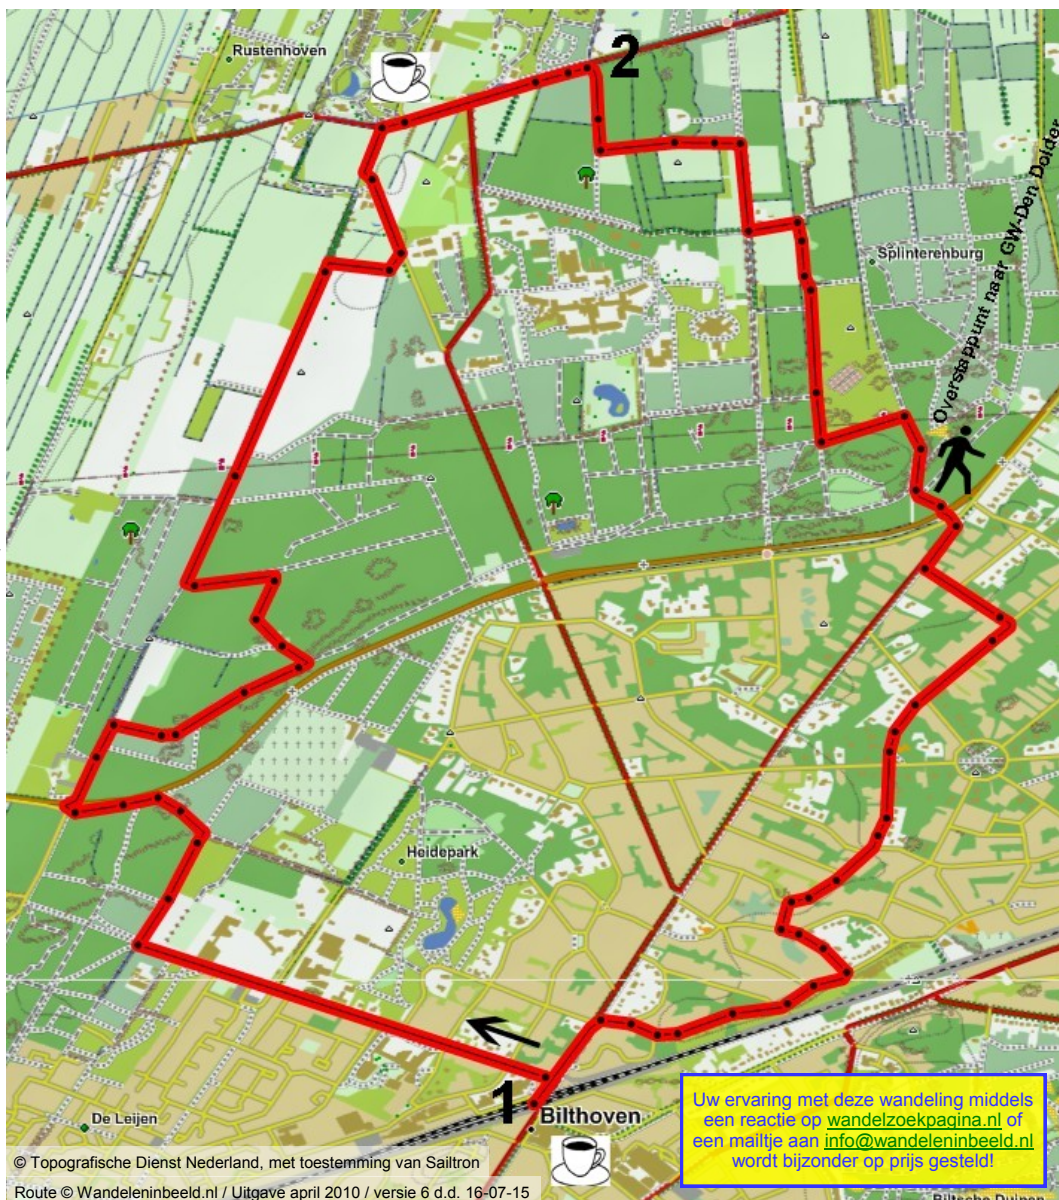 Rustenhoven
2
Overstappunt naar GW-Den Dolder
Splinterenburg
Heidepark
1
Bilthoven
De Leijen
Uw ervaring met deze wandeling middels
een reactie op wandelzoekpagina.nl of
een mailtje aan info@wandeleninbeeld.nl
wordt bijzonder op prijs gesteld!
© Topografische Dienst Nederland, met toestemming van Sailtron
Route © Wandeleninbeeld.nl / Uitgave april 2010 / versie 6 d.d. 16-07-15
Biltsche Duinen